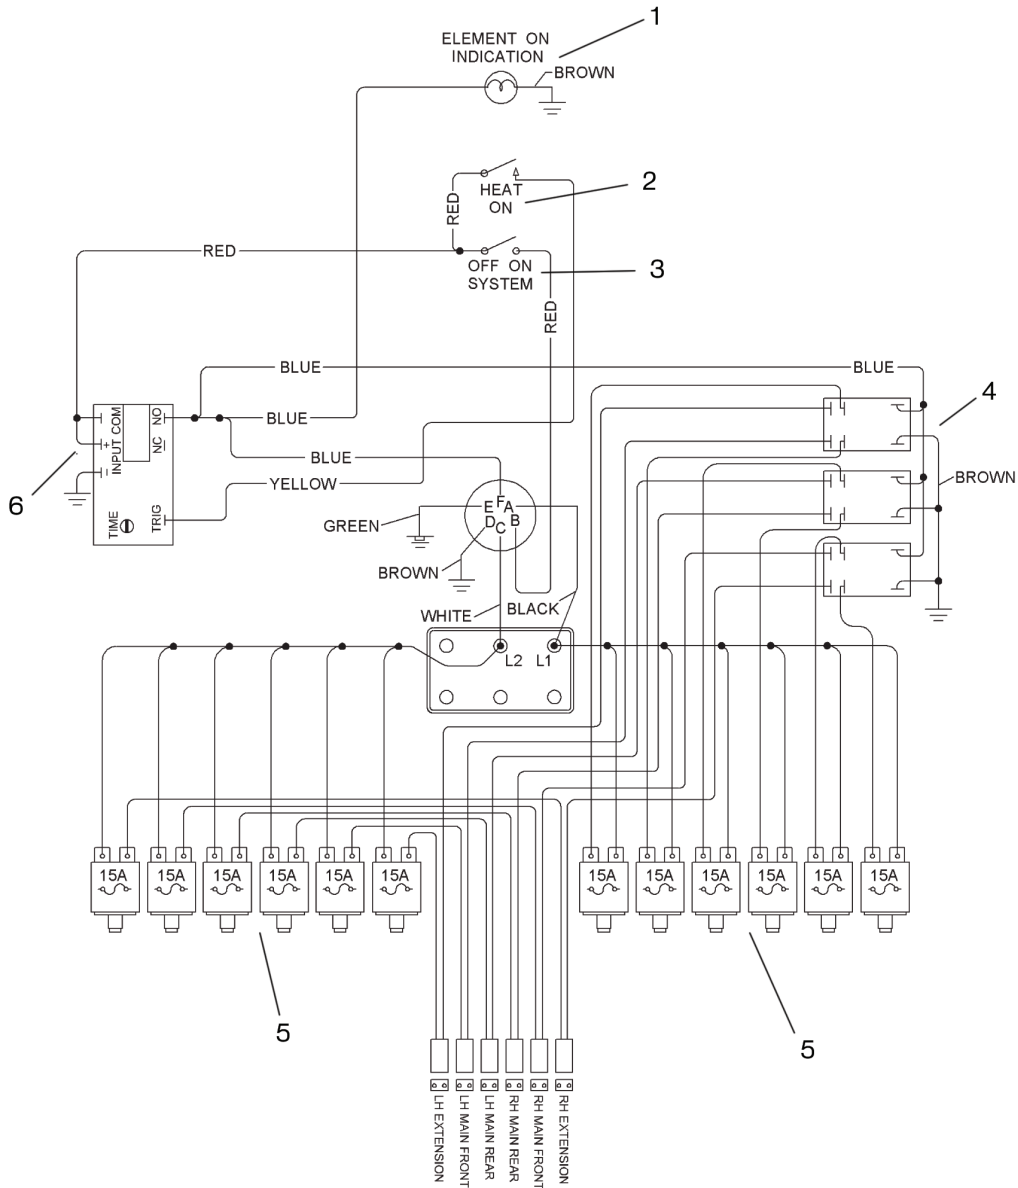 1
ELEMENT ON
INDICATION
BROWN
HEAT
ON
2
RED
RED
OFF ON
SYSTEM
3
RED
BLUE
BLUE
4
BLUE
BLUE
YELLOW
COM
NO
INPUT
+
-
NC
TIME
TRIG
6
BROWN
E F A
D C B
GREEN
BROWN
WHITE
BLACK
L2 L1
15A 15A 15A 15A 15A 15A
15A 15A 15A 15A 15A 15A
5
5
LH EXTENSION
LH MAIN FRONT
LH MAIN REAR
RH MAIN REAR
RH MAIN FRONT
RH EXTENSION